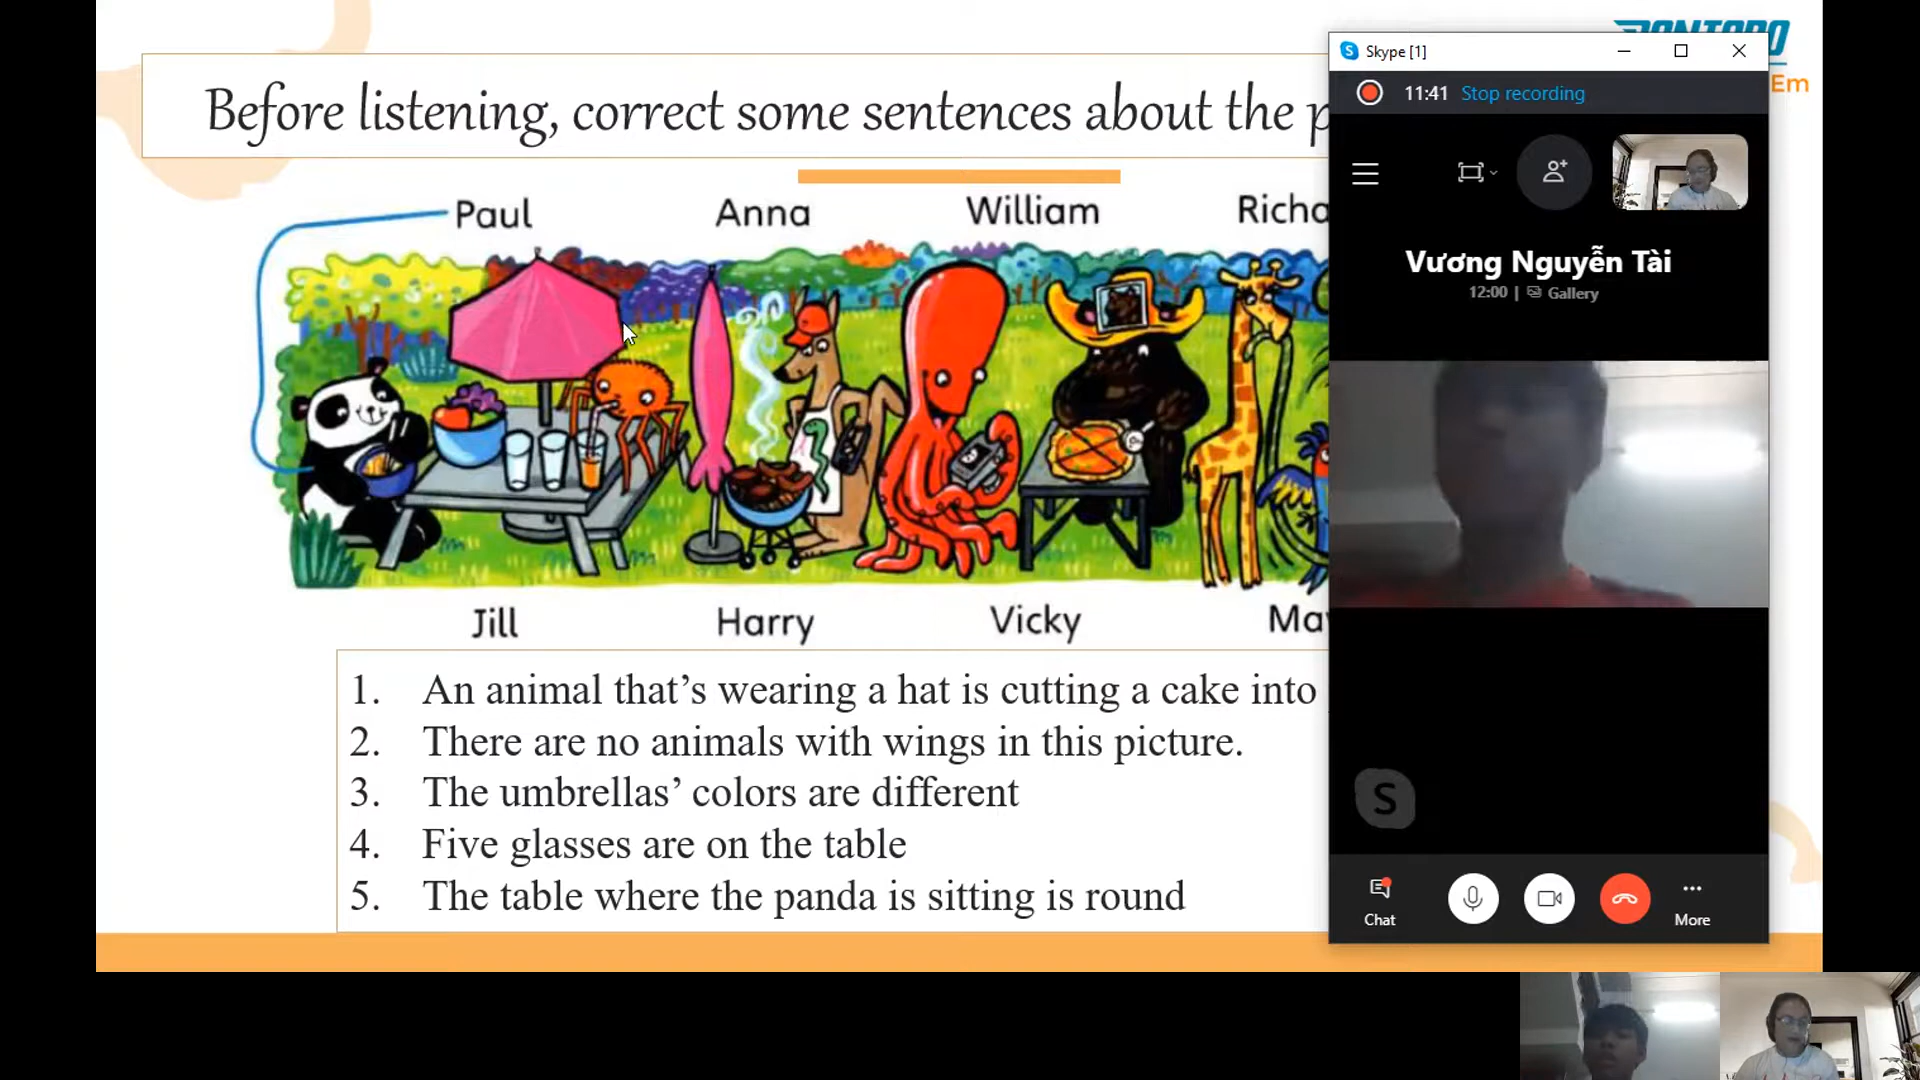 Before listening, correct some sentences about the p
Em
Skype [1]
11:41 Stop recording
Vương Nguyễn Tài
12:00 | Gallery
Paul Anna William Richa
Jill Harry Vicky Ma
1. An animal that's wearing a hat is cutting a cake into
2. There are no animals with wings in this picture.
3. The umbrellas' colors are different
4. Five glasses are on the table
5. The table where the panda is sitting is round
S
Chat
More